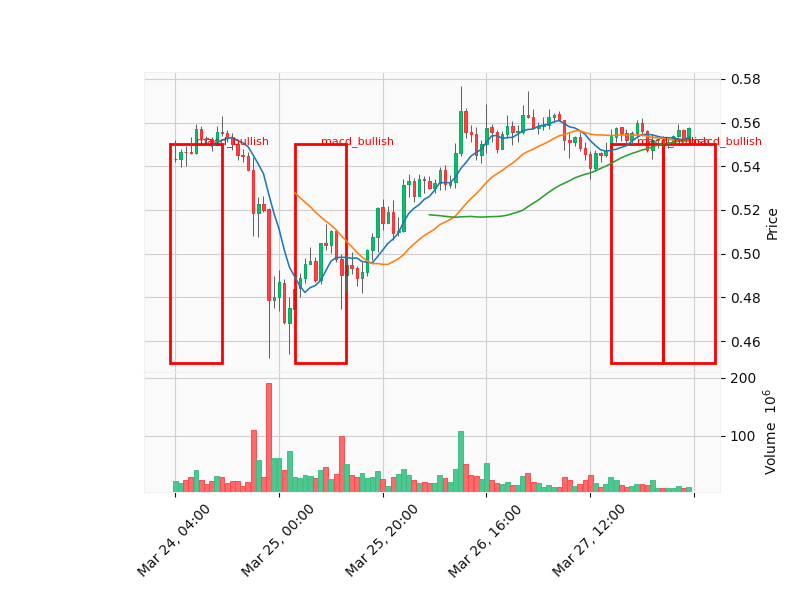 0.58
0.56
macd_bullish
macd_bullish
macd_bullish
macd_bullish
0.54
0.52
Price
0.50
0.48
0.46
200
100
Volume 10^6
Mar 24, 04:00
Mar 25, 00:00
Mar 25, 20:00
Mar 26, 16:00
Mar 27, 12:00